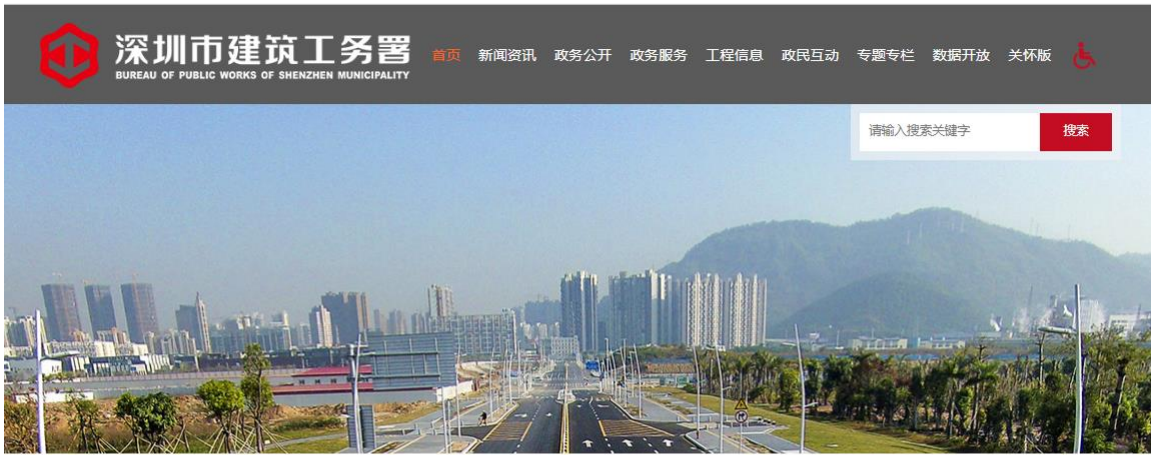 深圳市建筑工务署
BUREAU OF PUBLIC WORKS OF SHENZHEN MUNICIPALITY
首页 新闻资讯 政务公开 政务服务 工程信息 政民互动 专题专栏 数据开放 关怀版
请输入搜索关键字 搜索